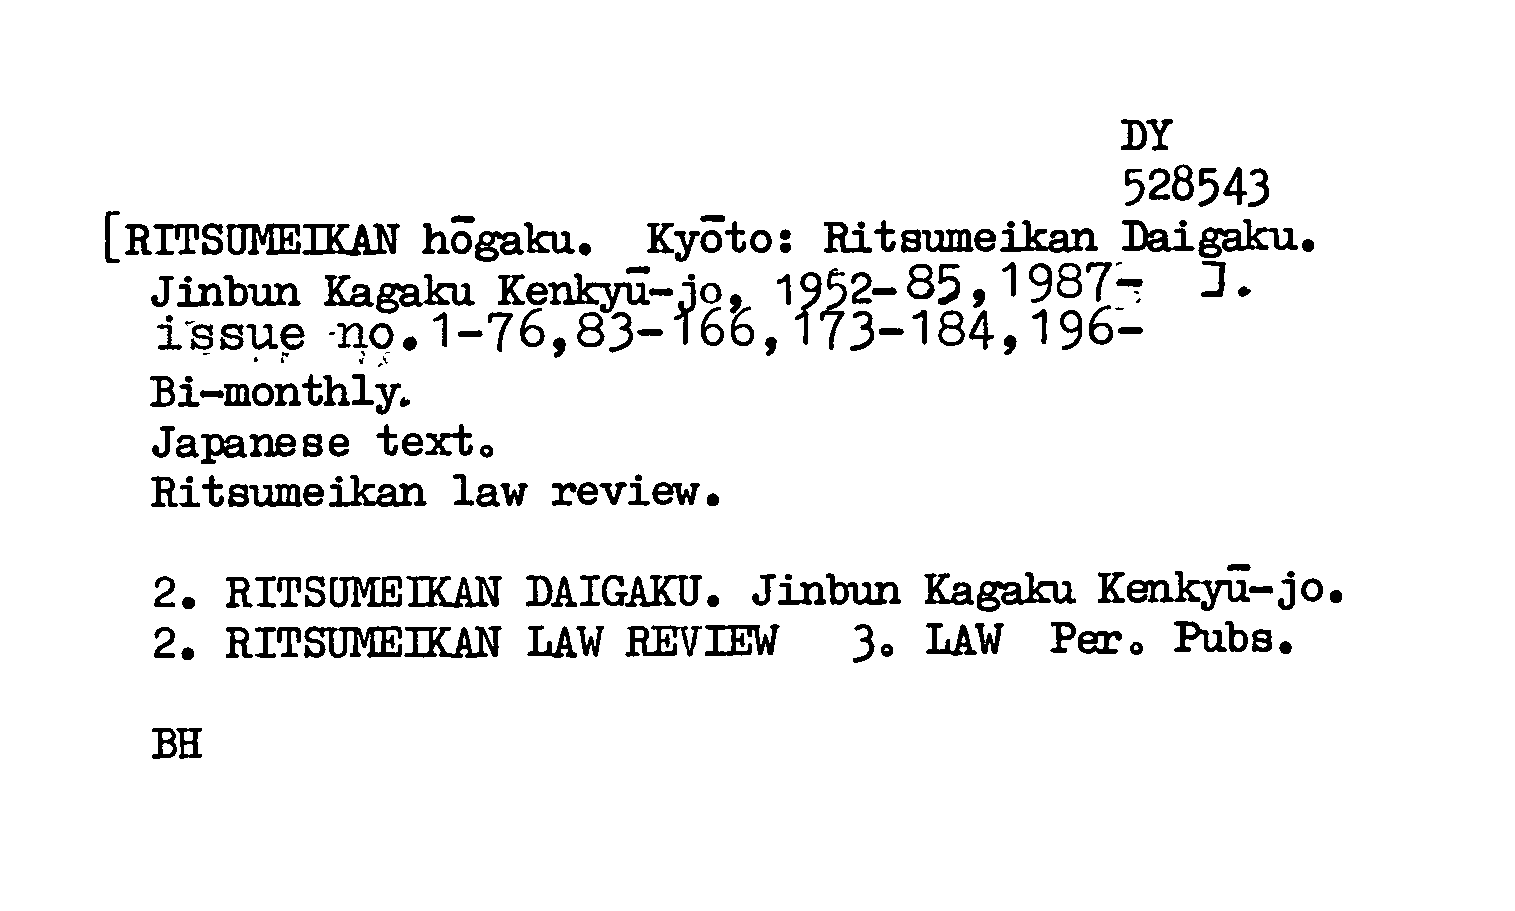 DY
528543
[RITSUMEIKAN hōgaku. Kyōto: Ritsumeikan Daigaku.
Jinbun Kagaku Kenkyū-jo, 1952-85,1987- ].
issue no.1-76,83-166,173-184,196-
Bi-monthly.
Japanese text.
Ritsumeikan law review.
2. RITSUMEIKAN DAIGAKU. Jinbun Kagaku Kenkyū-jo.
2. RITSUMEIKAN LAW REVIEW 3. LAW Per. Pubs.
BH